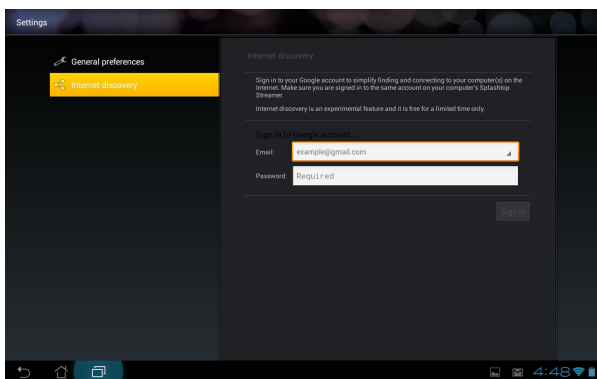 Settings
General preferences
Internet discovery
Internet discovery
Sign in to your Google account to simplify finding and connecting to your computer(s) on the
Internet. Make sure you are signed in to the same account on your computer's Splashtop
Streamer.
Internet discovery is an experimental feature and it is free for a limited time only.
Sign in to Google account...
Email: example@gmail.com
Password: Required
Sign in
4:48